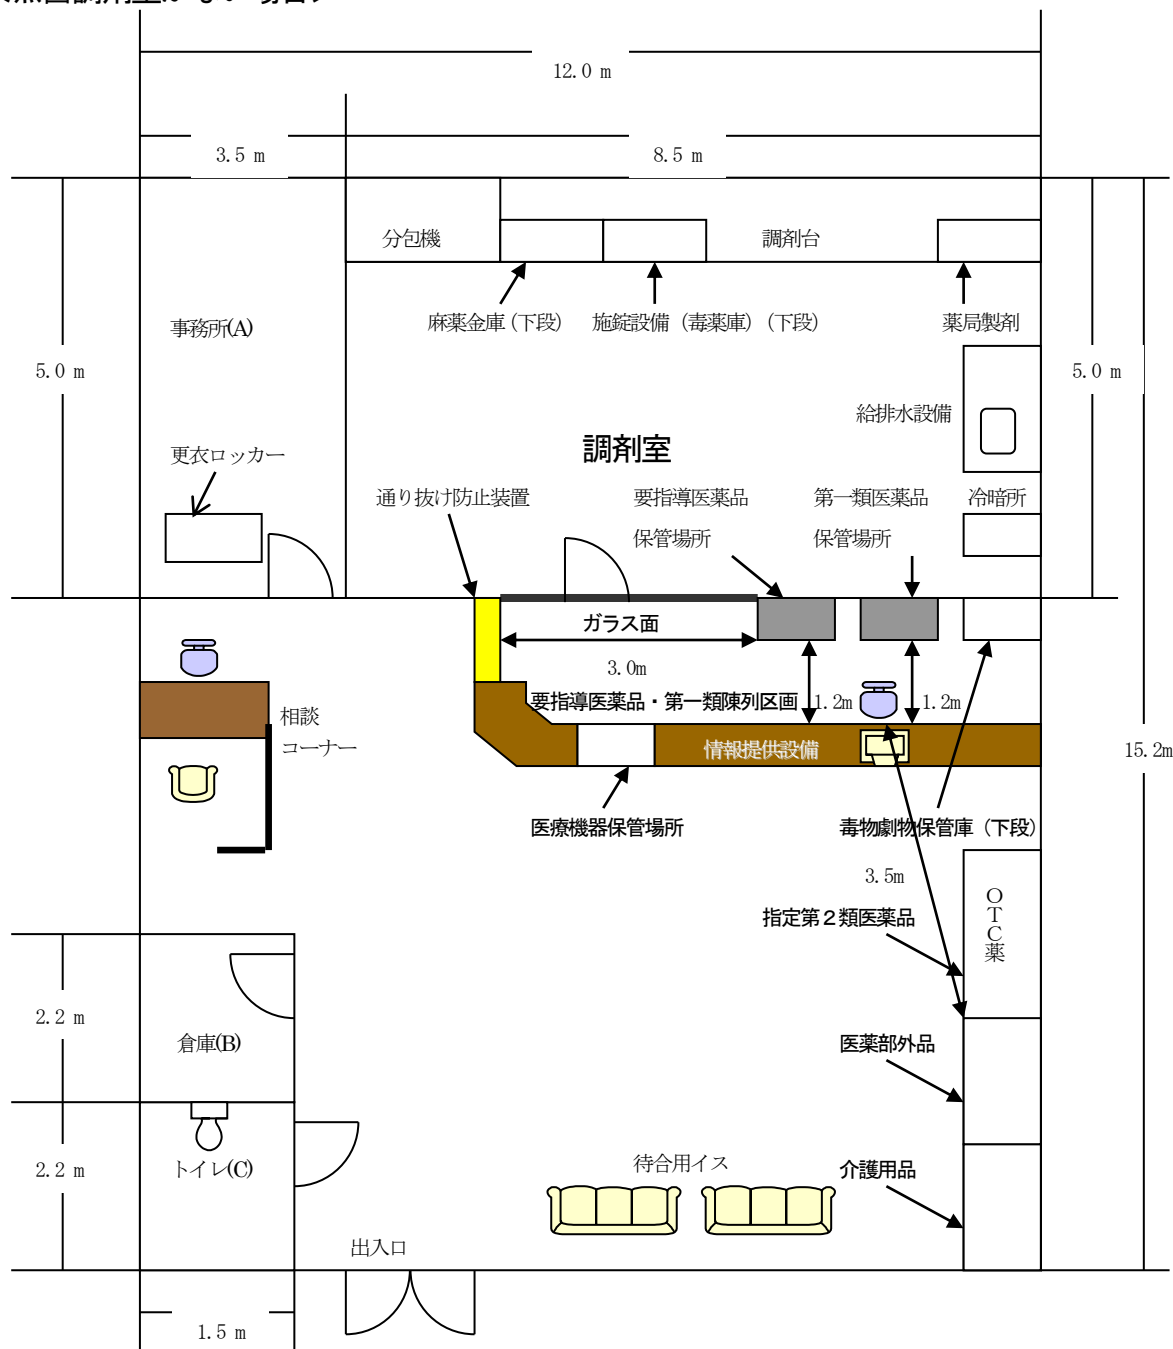 12.0 m
3.5 m
8.5 m
分包機
調剤台
事務所(A)
麻薬金庫(下段)
施錠設備(毒薬庫)(下段)
薬局製剤
5.0 m
5.0 m
給排水設備
調剤室
更衣ロッカー
通り抜け防止装置
要指導医薬品
保管場所
第一類医薬品
保管場所
冷暗所
ガラス面
3.0m
要指導医薬品・第一類陳列区画
1.2m
1.2m
相談
コーナー
情報提供設備
15.2m
医療機器保管場所
毒物劇物保管庫(下段)
3.5m
OTC薬
指定第2類医薬品
2.2 m
倉庫(B)
医薬部外品
2.2 m
トイレ(C)
待合用イス
介護用品
出入口
1.5 m